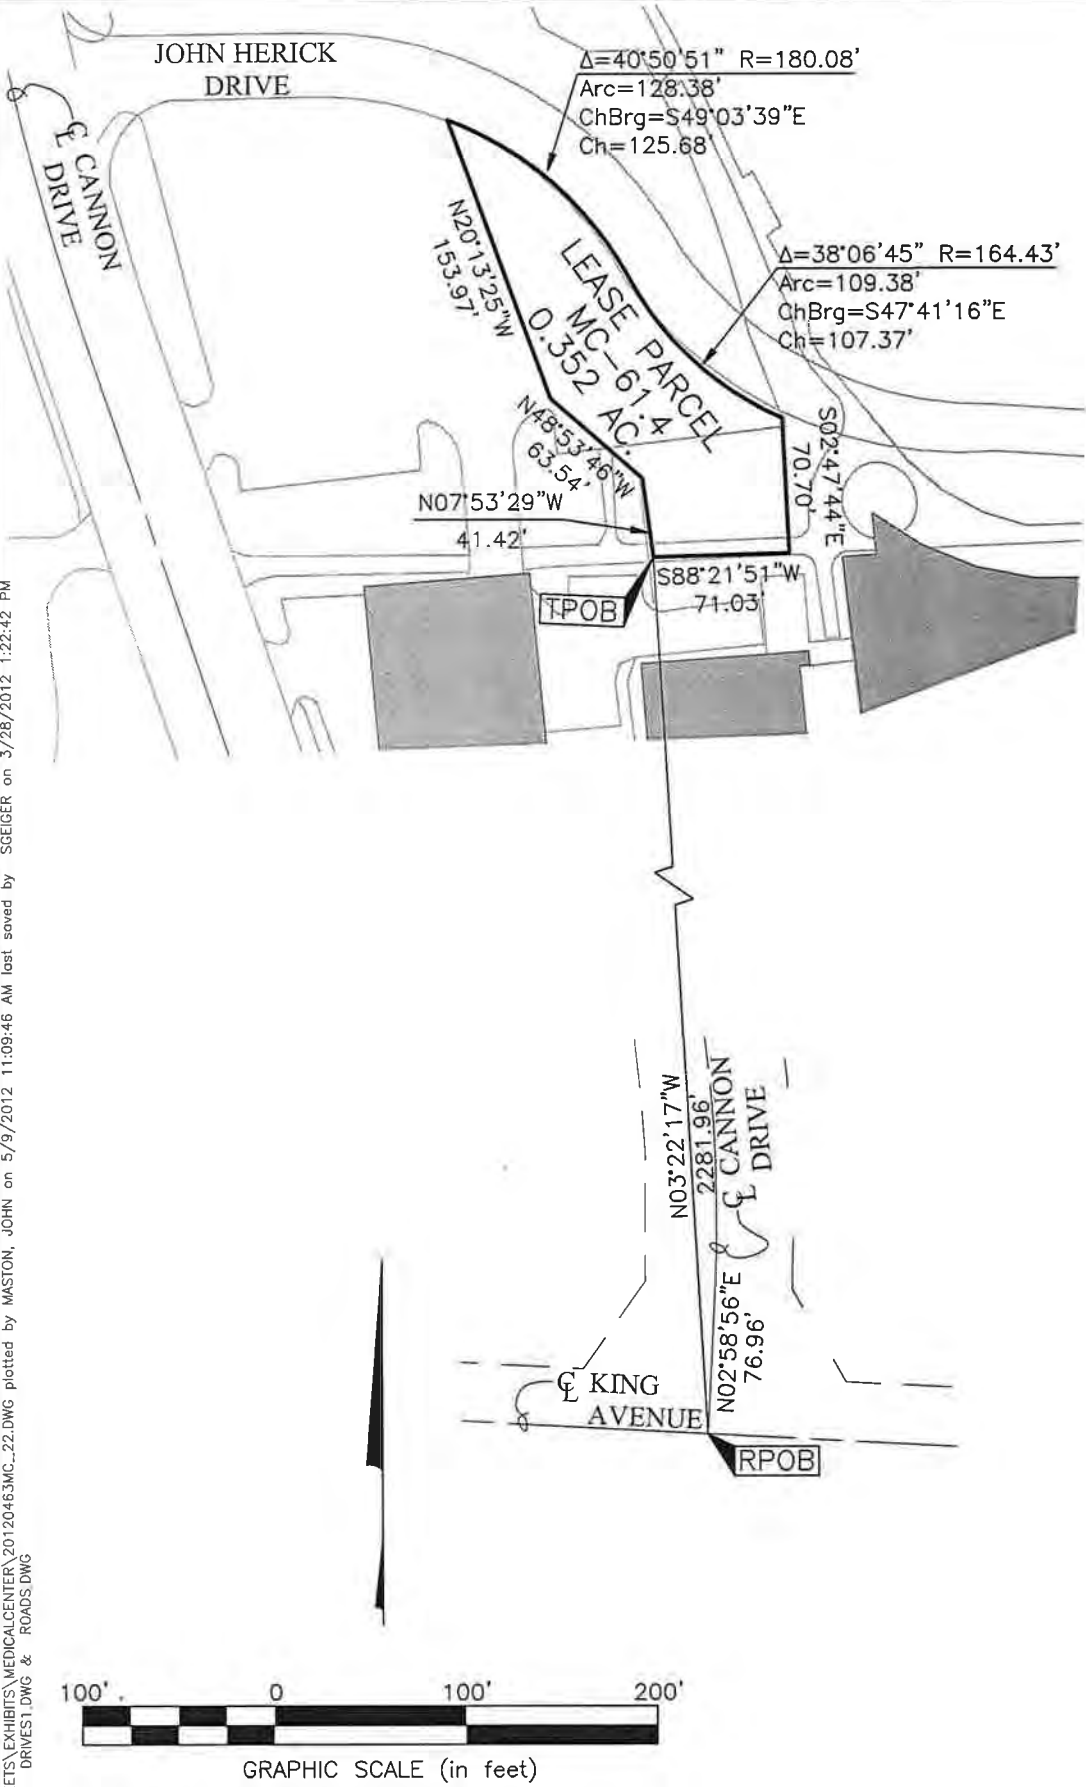 JOHN HERICK
DRIVE
Δ=40°50'51" R=180.08'
Arc=128.38'
ChBrg=S49°03'39"E
Ch=125.68'
℄ CANNON
DRIVE
N20°13'25"W
153.97'
Δ=38°06'45" R=164.43'
Arc=109.38'
ChBrg=S47°41'16"E
Ch=107.37'
LEASE PARCEL
MC-61.4
0.352 AC.
N48°53'46"W
63.54'
S02°47'44"E
70.70'
N07°53'29"W
41.42'
S88°21'51"W
71.03'
TPOB
N03°22'17"W
2281.96'
℄ CANNON
DRIVE
N02°58'56"E
76.96'
℄ KING
AVENUE
RPOB
100' 0 100' 200'
GRAPHIC SCALE (in feet)
ETS\EXHIBITS\MEDICALCENTER\20120463MC_22.DWG plotted by MASTON, JOHN on 5/9/2012 11:09:46 AM last saved by SGEIGER on 3/28/2012 1:22:42 PM
DRIVES1.DWG & ROADS.DWG